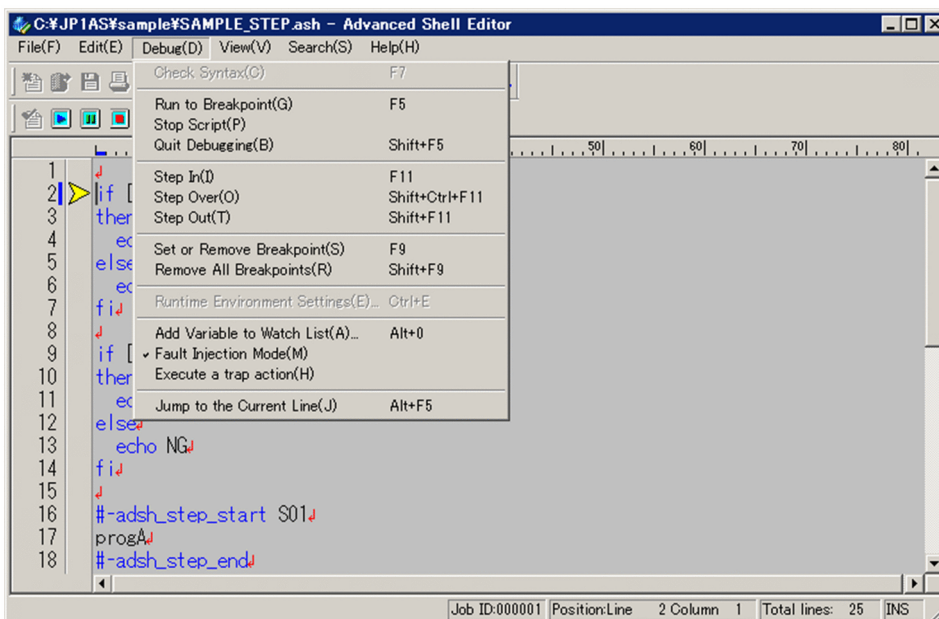 C:¥JP1AS¥sample¥SAMPLE_STEP.ash - Advanced Shell Editor
File(F) Edit(E) Debug(D) View(V) Search(S) Help(H)
Check Syntax(C) F7
Run to Breakpoint(G) F5
Stop Script(P)
Quit Debugging(B) Shift+F5
Step In(I) F11
Step Over(O) Shift+Ctrl+F11
Step Out(T) Shift+F11
Set or Remove Breakpoint(S) F9
Remove All Breakpoints(R) Shift+F9
Runtime Environment Settings(E)... Ctrl+E
Add Variable to Watch List(A)... Alt+0
Fault Injection Mode(M)
Execute a trap action(H)
Jump to the Current Line(J) Alt+F5
50 60 70 80
1
2 if [
3 then
4 ec
5 else
6 ec
7 fi
8
9 if [
10 then
11 ec
12 else
13 echo NG
14 fi
15
16 #-adsh_step_start S01
17 progA
18 #-adsh_step_end
Job ID:000001 Position:Line 2 Column 1 Total lines: 25 INS